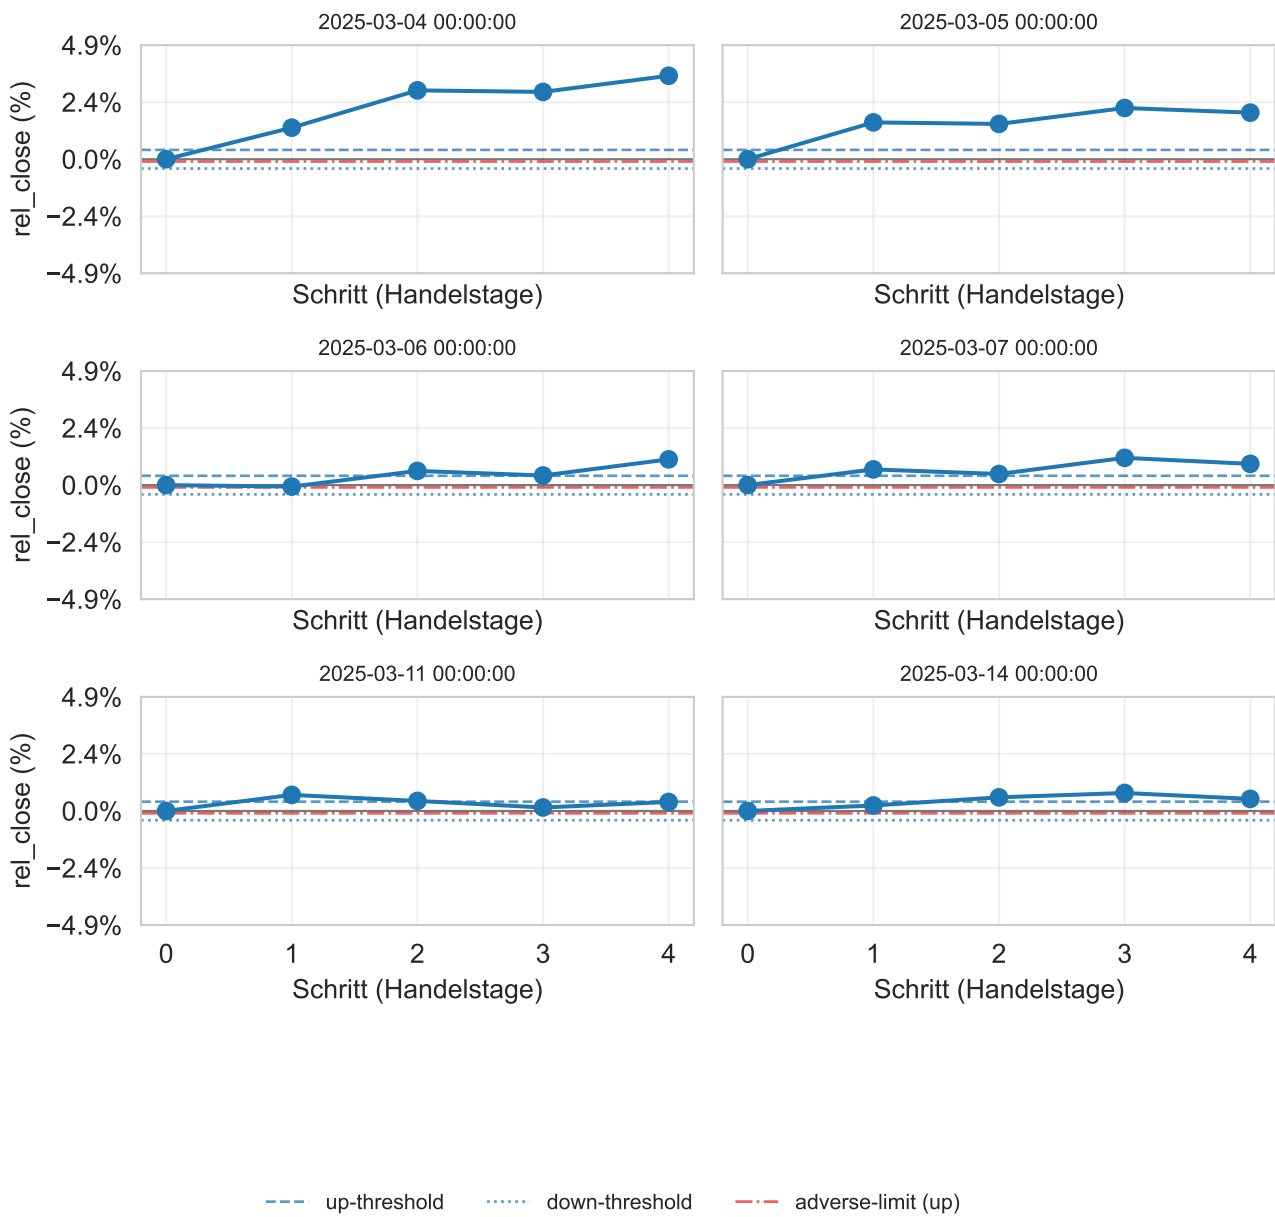 2025-03-04 00:00:00
2025-03-05 00:00:00
4.9%
2.4%
0.0%
−2.4%
−4.9%
rel_close (%)
Schritt (Handelstage)
Schritt (Handelstage)
2025-03-06 00:00:00
2025-03-07 00:00:00
4.9%
2.4%
0.0%
−2.4%
−4.9%
rel_close (%)
Schritt (Handelstage)
Schritt (Handelstage)
2025-03-11 00:00:00
2025-03-14 00:00:00
4.9%
2.4%
0.0%
−2.4%
−4.9%
rel_close (%)
0 1 2 3 4
0 1 2 3 4
Schritt (Handelstage)
Schritt (Handelstage)
up-threshold
down-threshold
adverse-limit (up)